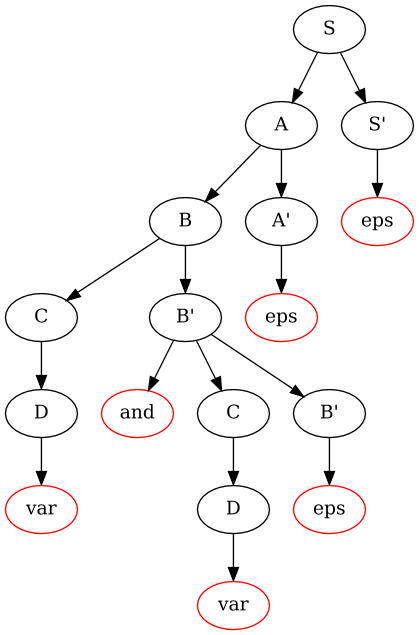 S
A S'
B A' eps
C B' eps
D and C B'
var D eps
var